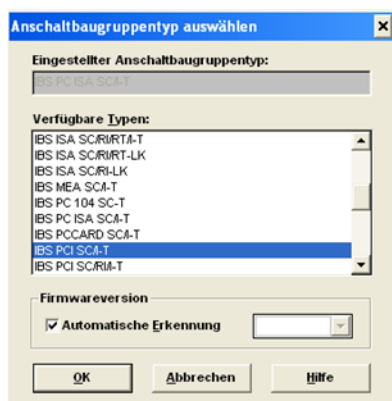 Anschaltbaugruppentyp auswählen
Eingestellter Anschaltbaugruppentyp:
IBS PC ISA SC/I-T
Verfügbare Typen:
IBS ISA SC/RI/RT/I-T
IBS ISA SC/RI/RT-LK
IBS ISA SC/RI-LK
IBS MEA SC/I-T
IBS PC 104 SC-T
IBS PC ISA SC/I-T
IBS PCCARD SC/I-T
IBS PCI SC/I-T
IBS PCI SC/RI/I-T
Firmwareversion
Automatische Erkennung
OK
Abbrechen
Hilfe